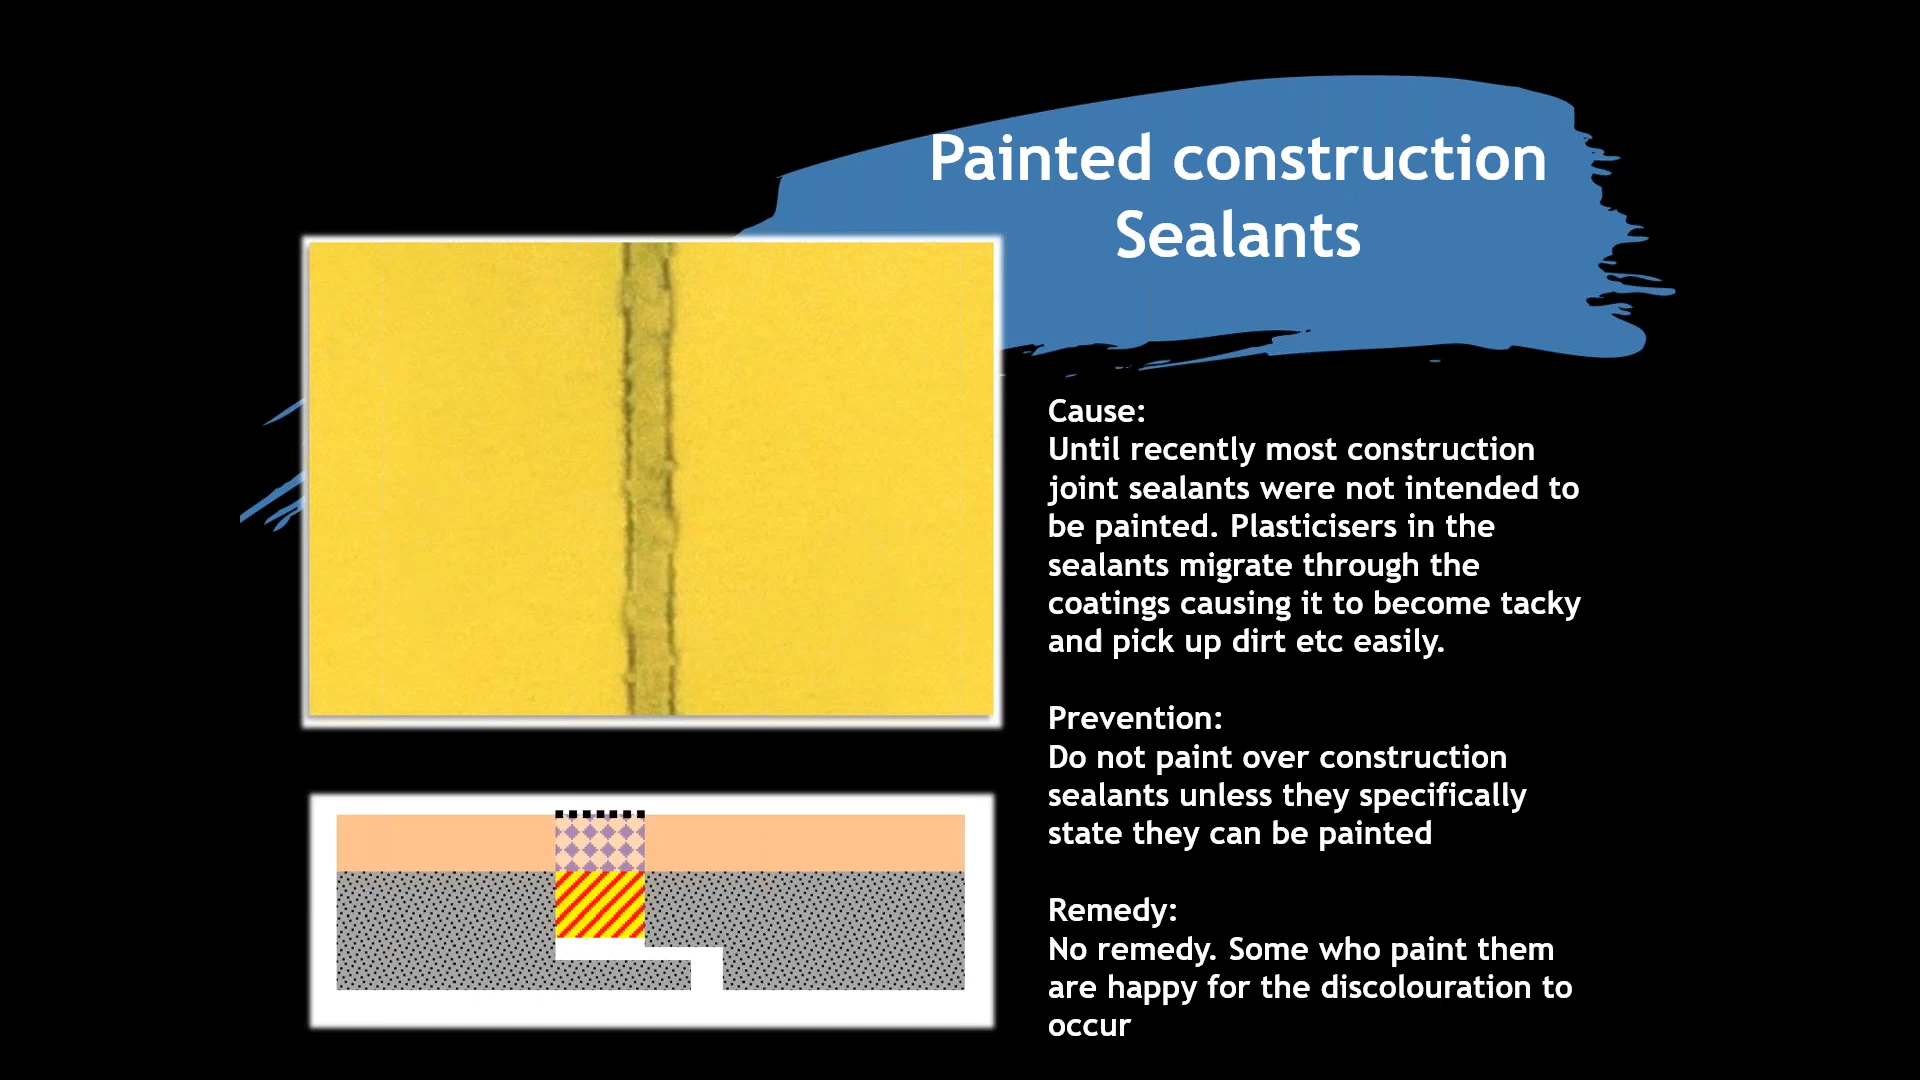 Painted construction
Sealants
Cause:
Until recently most construction
joint sealants were not intended to
be painted. Plasticisers in the
sealants migrate through the
coatings causing it to become tacky
and pick up dirt etc easily.
Prevention:
Do not paint over construction
sealants unless they specifically
state they can be painted
Remedy:
No remedy. Some who paint them
are happy for the discolouration to
occur